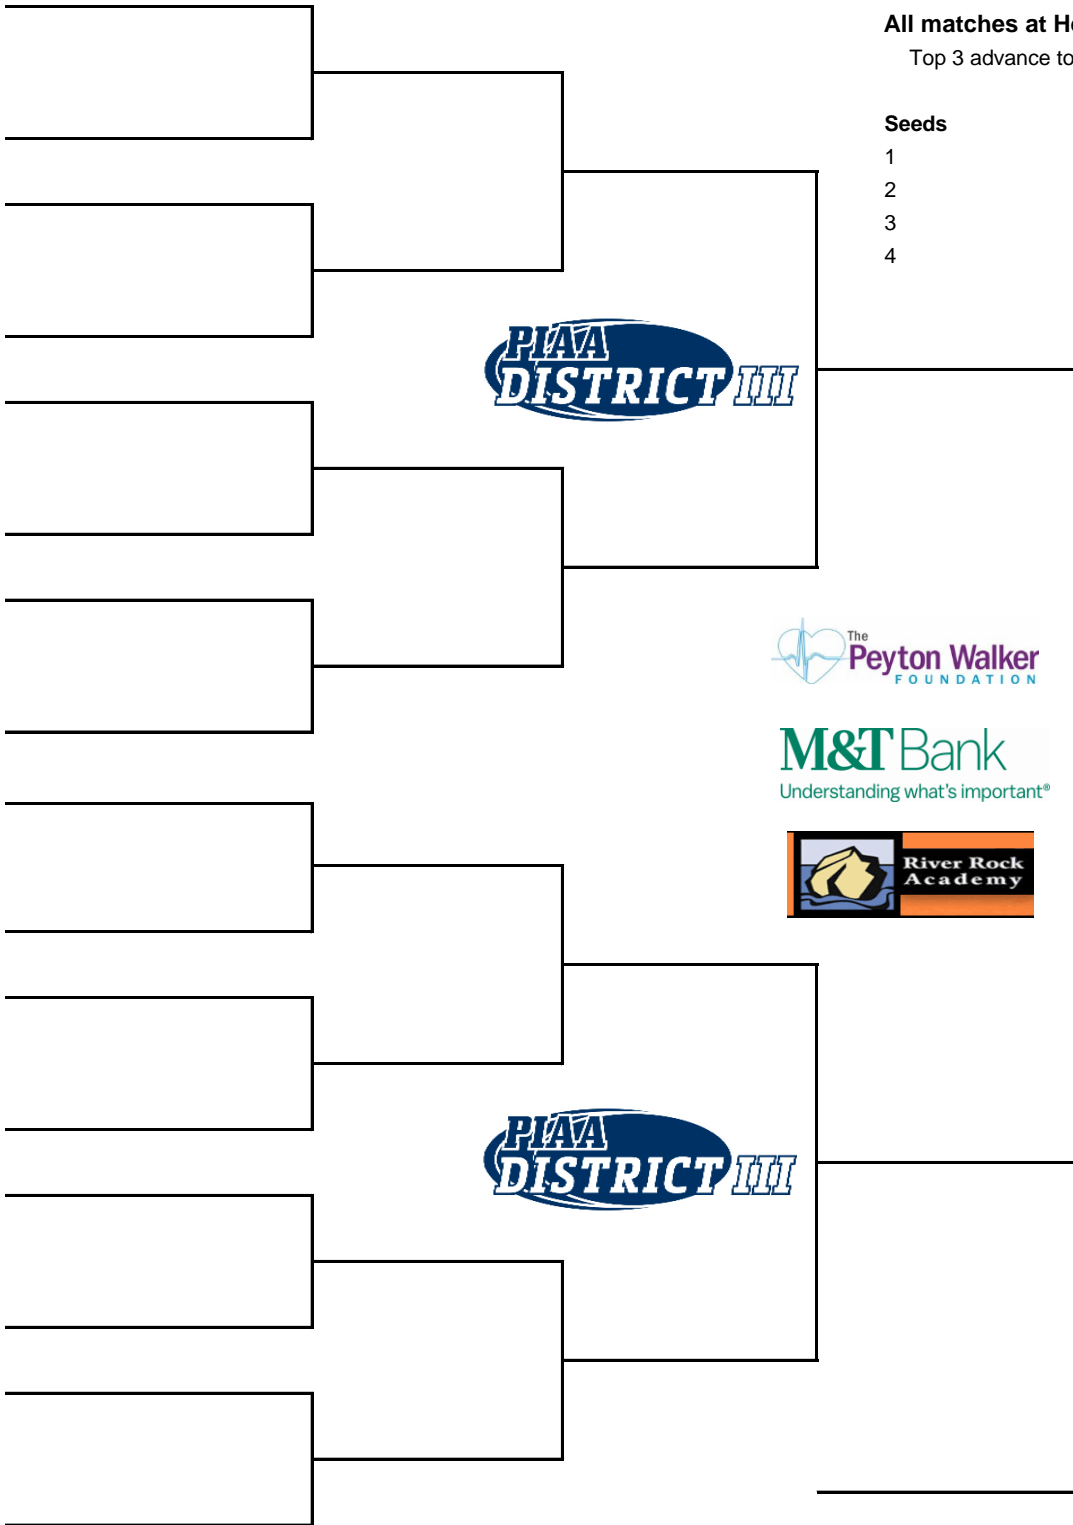 All matches at
Top 3 advance to
Seeds
1
2
3
4
PIAA
DISTRICT III
The
Peyton Walker
FOUNDATION
M&T Bank
Understanding what's important®
River Rock
Academy
PIAA
DISTRICT III